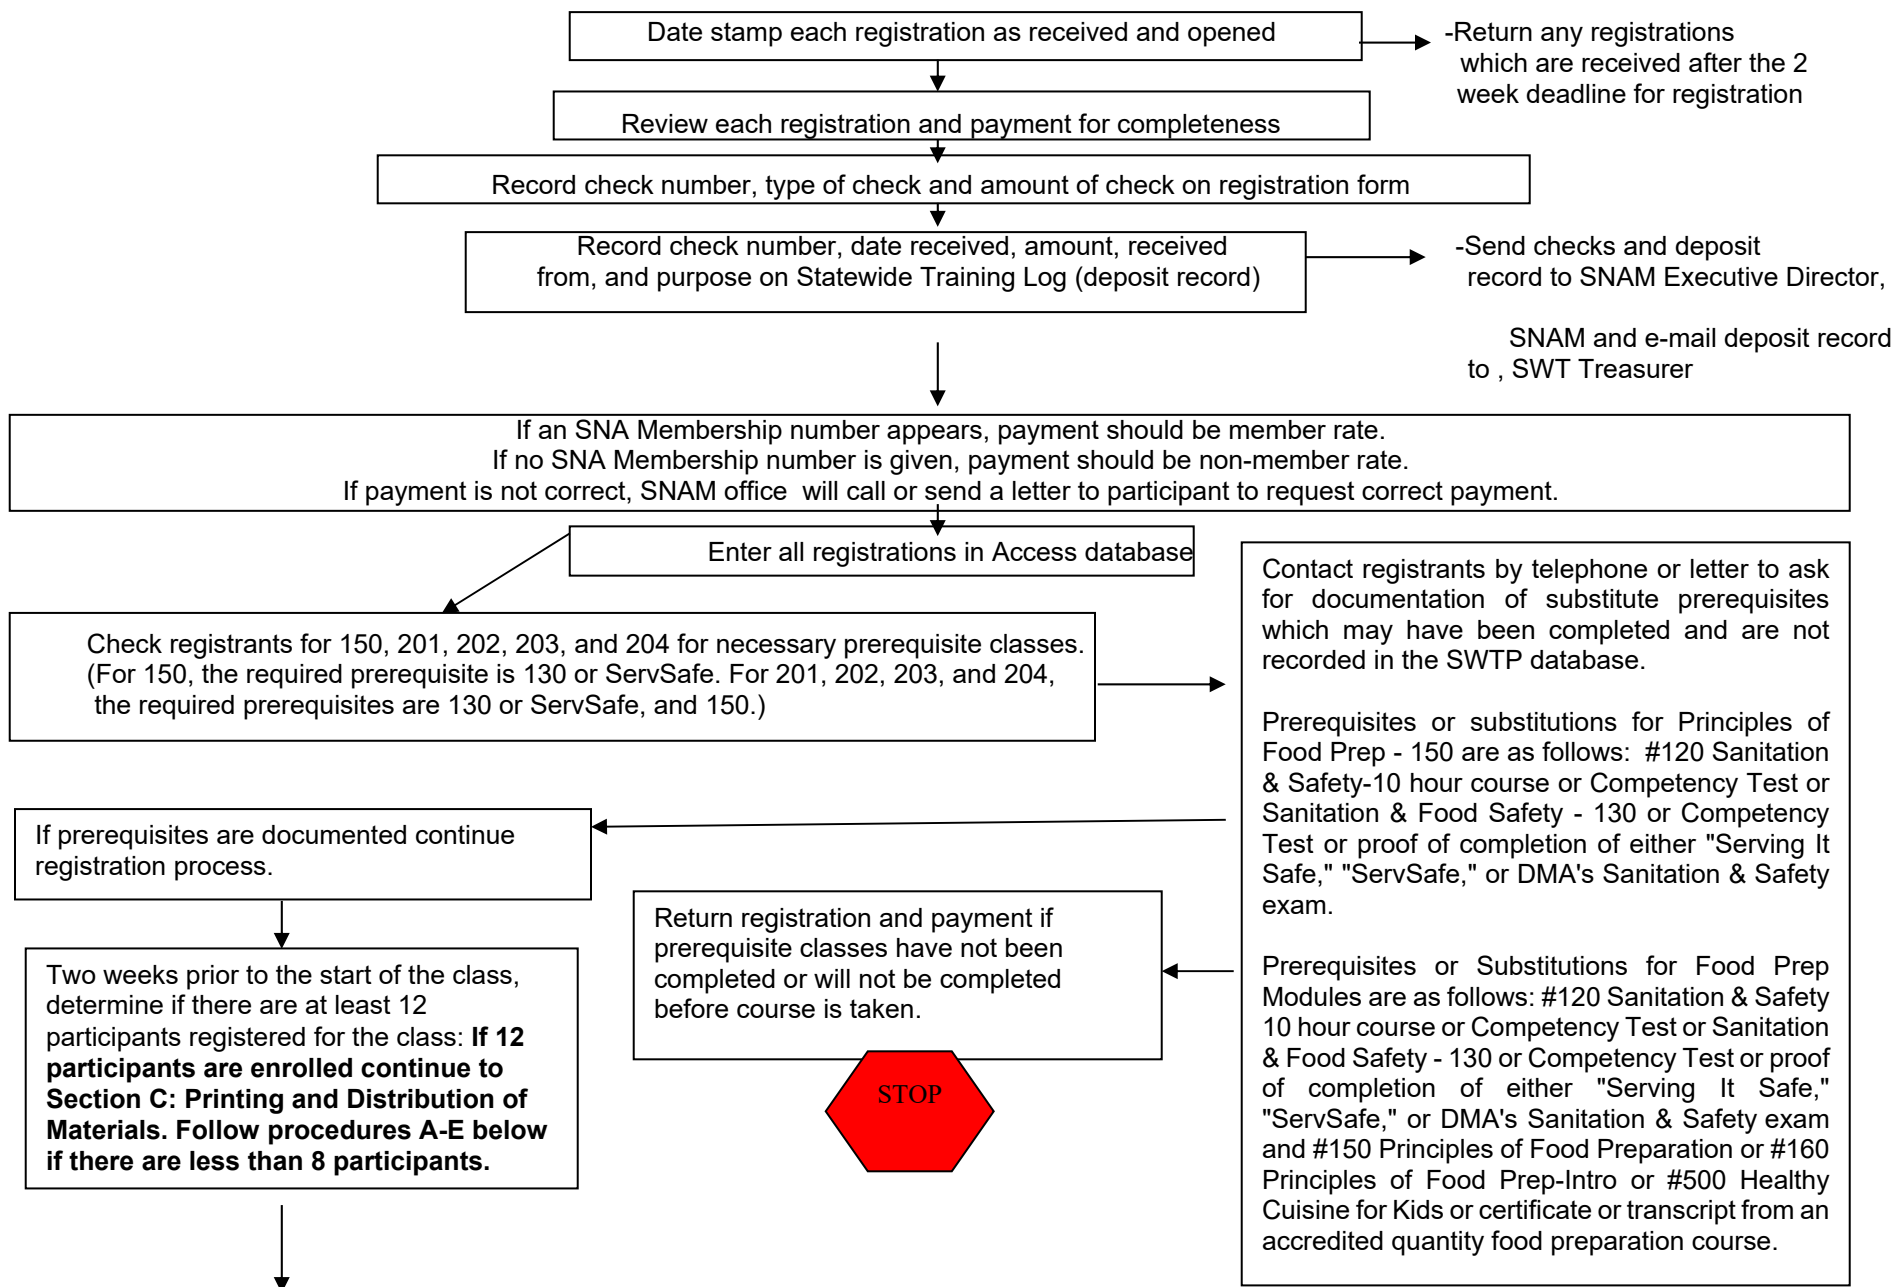 Date stamp each registration as received and opened
-Return any registrations
which are received after the 2
week deadline for registration
Review each registration and payment for completeness
Record check number, type of check and amount of check on registration form
Record check number, date received, amount, received
from, and purpose on Statewide Training Log (deposit record)
-Send checks and deposit
record to SNAM Executive Director,
SNAM and e-mail deposit record
to , SWT Treasurer
If an SNA Membership number appears, payment should be member rate.
If no SNA Membership number is given, payment should be non-member rate.
If payment is not correct, SNAM office will call or send a letter to participant to request correct payment.
Enter all registrations in Access database
Check registrants for 150, 201, 202, 203, and 204 for necessary prerequisite classes.
(For 150, the required prerequisite is 130 or ServSafe. For 201, 202, 203, and 204,
the required prerequisites are 130 or ServSafe, and 150.)
Contact registrants by telephone or letter to ask
for documentation of substitute prerequisites
which may have been completed and are not
recorded in the SWTP database.
Prerequisites or substitutions for Principles of
Food Prep - 150 are as follows: #120 Sanitation
& Safety-10 hour course or Competency Test or
Sanitation & Food Safety - 130 or Competency
Test or proof of completion of either "Serving It
Safe," "ServSafe," or DMA's Sanitation & Safety
exam.
Prerequisites or Substitutions for Food Prep
Modules are as follows: #120 Sanitation & Safety
10 hour course or Competency Test or Sanitation
& Food Safety - 130 or Competency Test or proof
of completion of either "Serving It Safe,"
"ServSafe," or DMA's Sanitation & Safety exam
and #150 Principles of Food Preparation or #160
Principles of Food Prep-Intro or #500 Healthy
Cuisine for Kids or certificate or transcript from an
accredited quantity food preparation course.
If prerequisites are documented continue
registration process.
Return registration and payment if
prerequisite classes have not been
completed or will not be completed
before course is taken.
STOP
Two weeks prior to the start of the class,
determine if there are at least 12
participants registered for the class: If 12
participants are enrolled continue to
Section C: Printing and Distribution of
Materials. Follow procedures A-E below
if there are less than 8 participants.